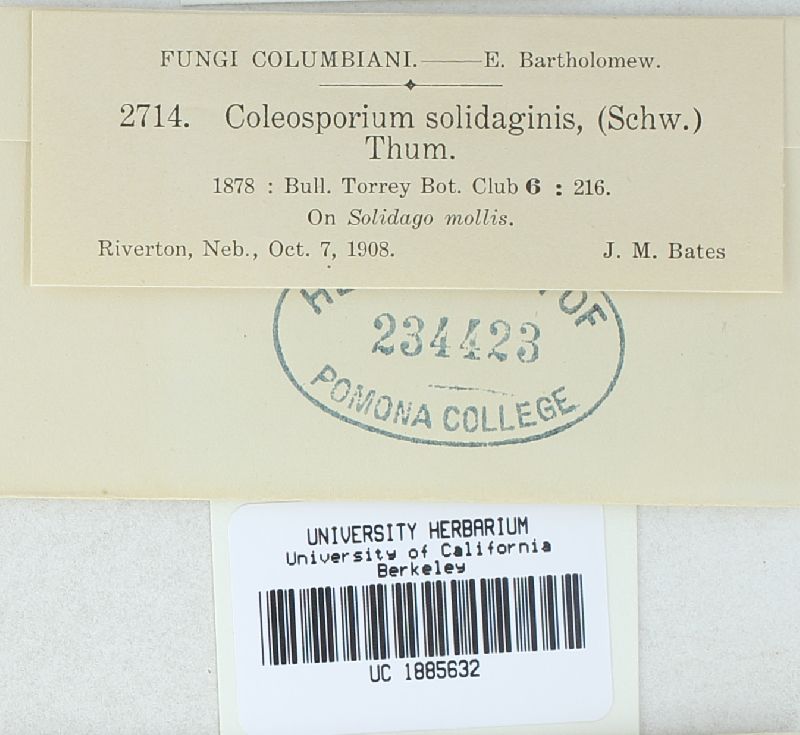 FUNGI COLUMBIANI.——E. Bartholomew.
2714. Coleosporium solidaginis, (Schw.)
Thum.
1878 : Bull. Torrey Bot. Club 6 : 216.
On Solidago mollis.
Riverton, Neb., Oct. 7, 1908. J. M. Bates
OF
234423
POMONA COLLEGE
UNIVERSITY HERBARIUM
University of California
Berkeley
UC 1885632